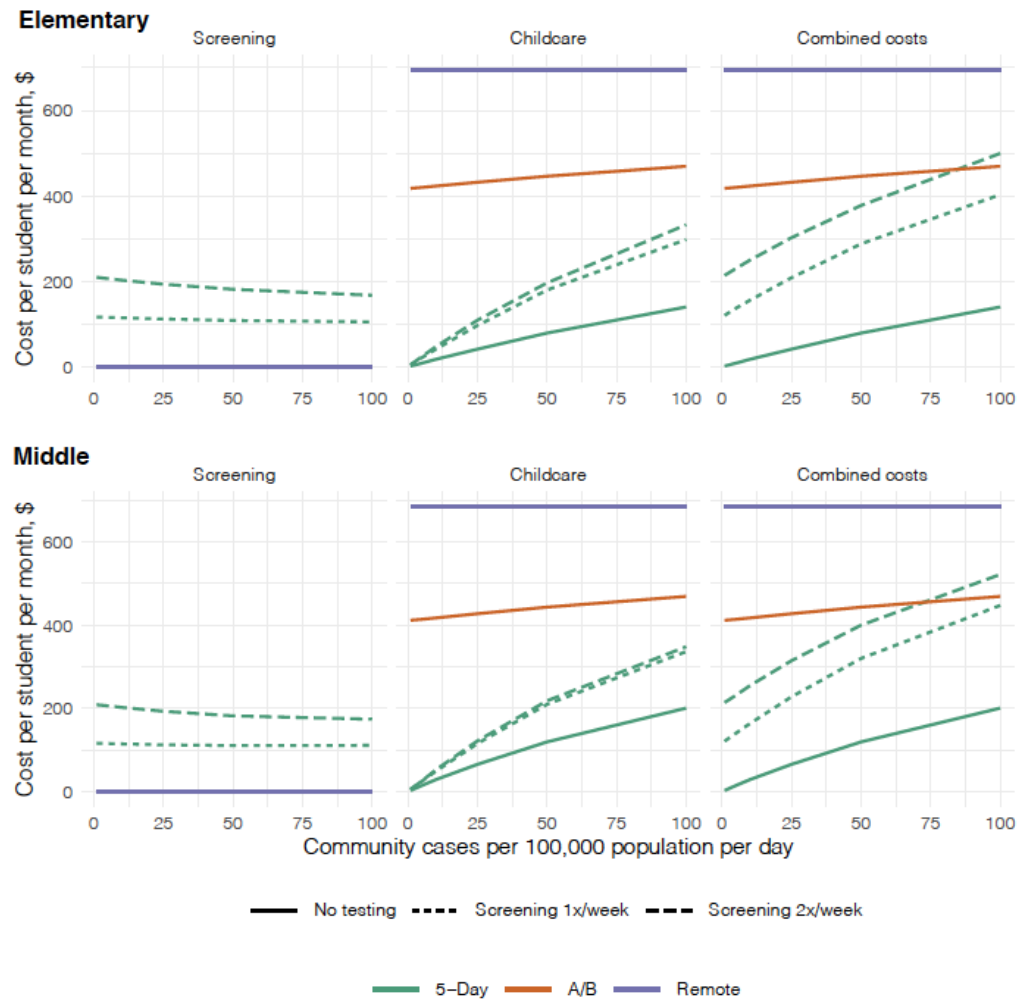 Elementary
Screening Childcare Combined costs
Cost per student per month, $
600
400
200
0
0 25 50 75 100 0 25 50 75 100 0 25 50 75 100
Middle
Screening Childcare Combined costs
Cost per student per month, $
600
400
200
0
0 25 50 75 100 0 25 50 75 100 0 25 50 75 100
Community cases per 100,000 population per day
No testing Screening 1x/week Screening 2x/week
5-Day A/B Remote